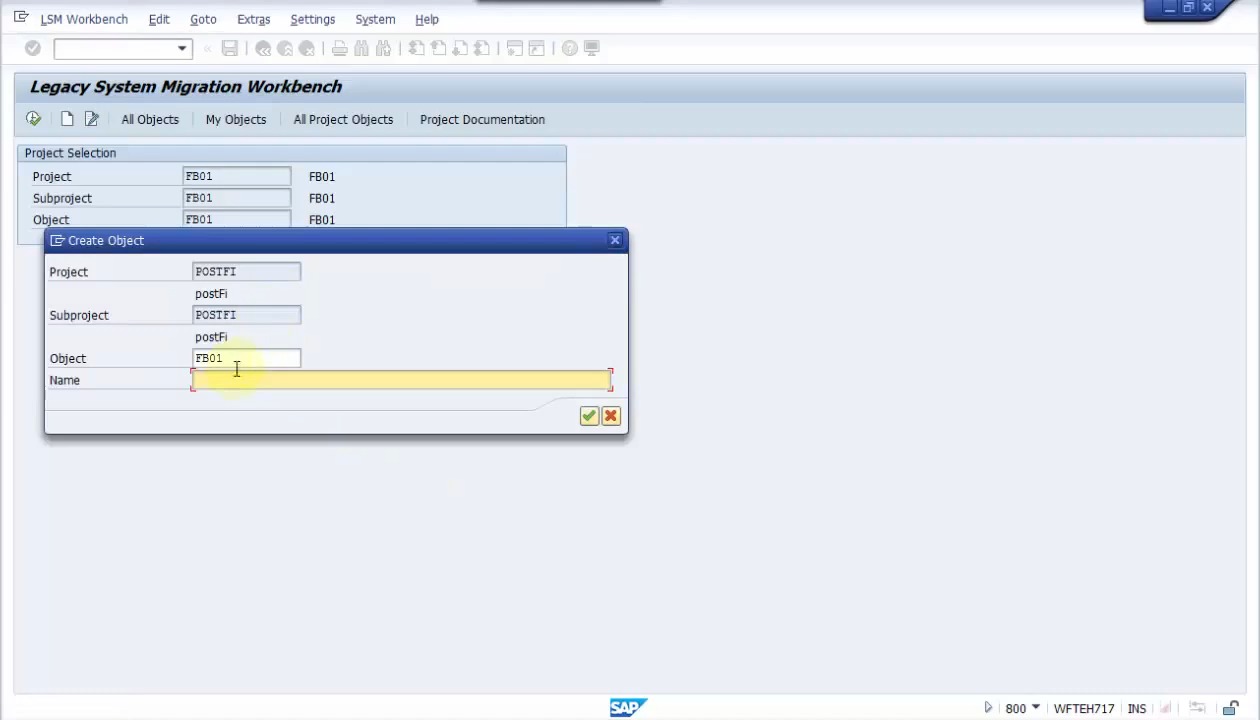 LSM Workbench Edit Goto Extras Settings System Help
Legacy System Migration Workbench
All Objects My Objects All Project Objects Project Documentation
Project Selection
Project FB01 FB01
Subproject FB01 FB01
Object FB01 FB01
Create Object
Project POSTFI
postFi
Subproject POSTFI
postFi
Object FB01
Name
SAP 800 WFTEH717 INS